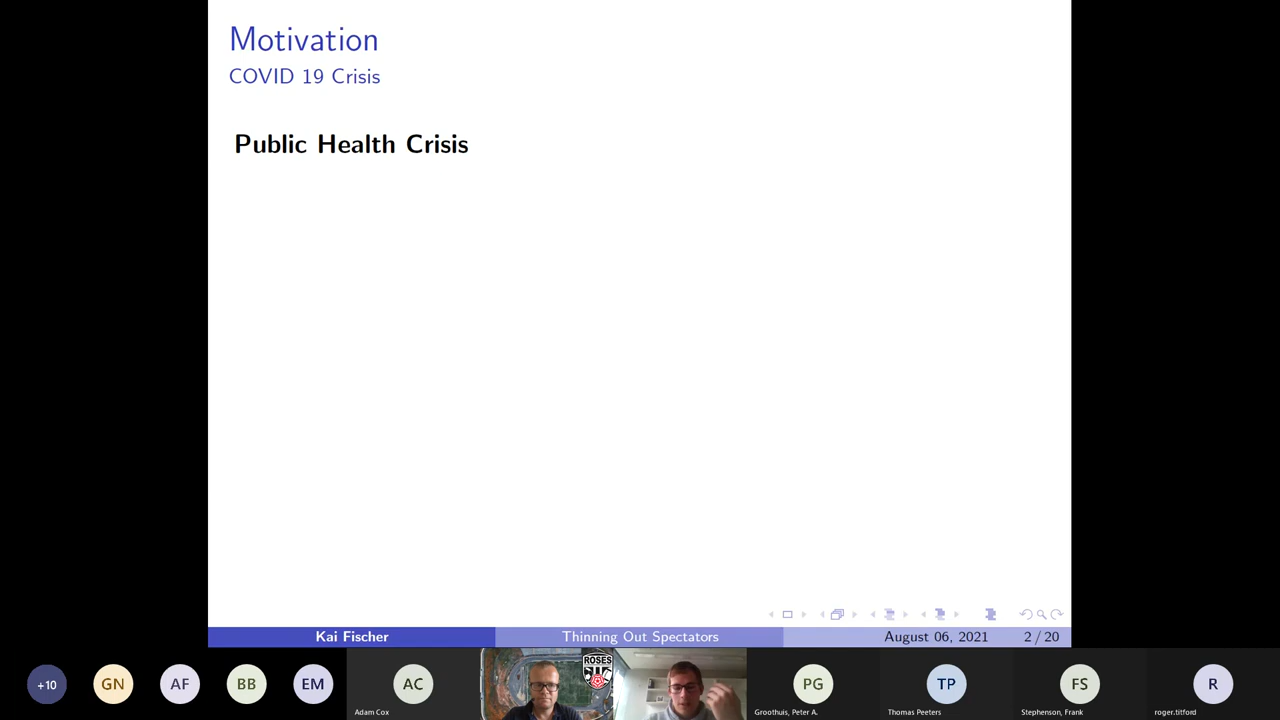 Motivation
COVID 19 Crisis
Public Health Crisis
Kai Fischer
Thinning Out Spectators
August 06, 2021
2 / 20
+10
GN
AF
BB
EM
AC
Adam Cox
ROSES
PG
Groothuis, Peter A.
TP
Thomas Peeters
FS
Stephenson, Frank
R
roger.titford